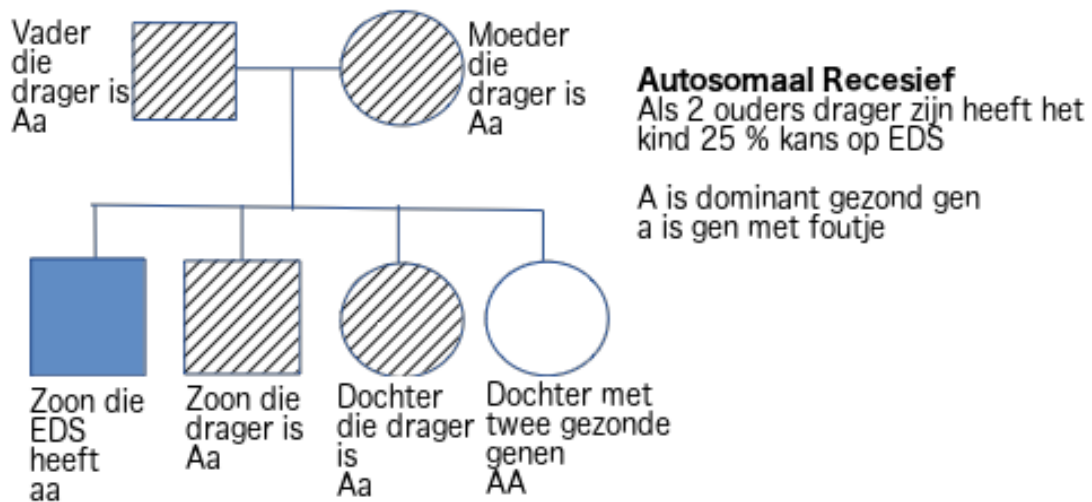 Vader
die
drager is
Aa
Moeder
die
drager is
Aa
Autosomaal Recesief
Als 2 ouders drager zijn heeft het
kind 25 % kans op EDS
A is dominant gezond gen
a is gen met foutje
Zoon die
EDS
heeft
aa
Zoon die
drager is
Aa
Dochter
die drager
is
Aa
Dochter met
twee gezonde
genen
AA